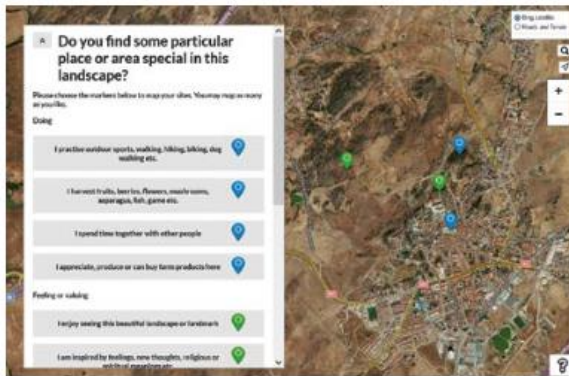 Do you find some particular
place or area special in this
landscape?
Please choose the markers below to map your sites. You may map as many
as you like.
Doing
I practice outdoor sports, walking, hiking, biking, dog
walking etc.
I harvest fruits, berries, flowers, mushrooms,
asparagus, fish, game etc.
I spend time together with other people
I appreciate, produce or can buy farm products here
Feeling or valuing
I enjoy seeing this beautiful landscape or landmark
I am inspired by feelings, new thoughts, religious or
spiritual meanings etc
Bing satellite
Roads and Terrain
+
−
?